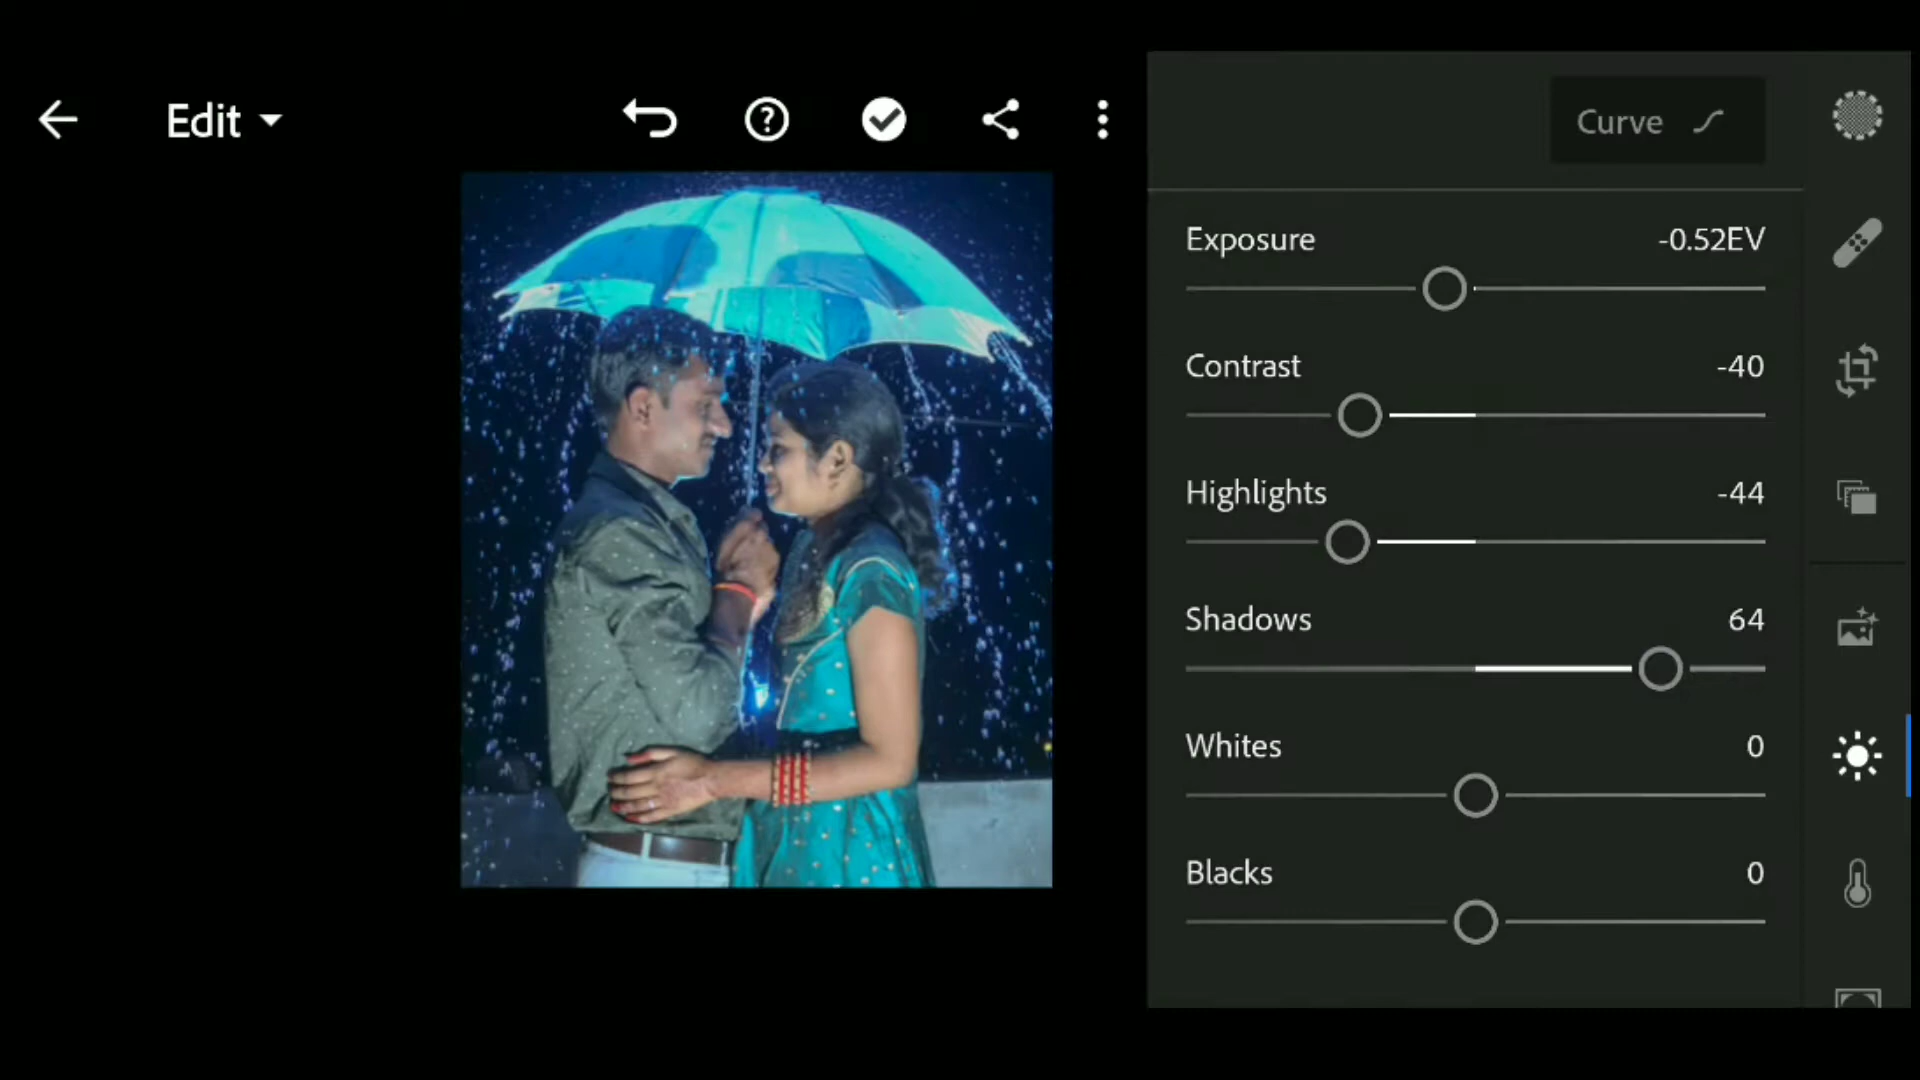 Edit
Curve
Exposure -0.52EV
Contrast -40
Highlights -44
Shadows 64
Whites 0
Blacks 0